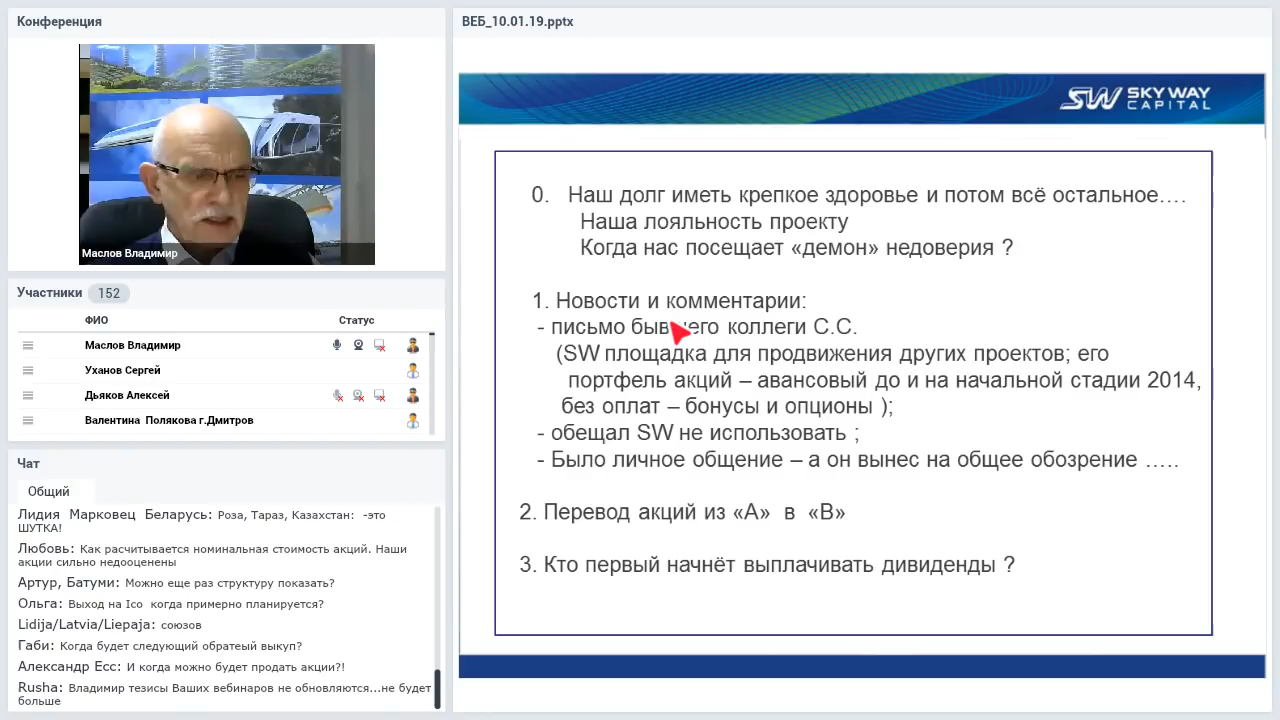 Конференция
Маслов Владимир
Участники 152
ФИО Статус
Маслов Владимир
Уханов Сергей
Дьяков Алексей
Валентина Полякова г.Дмитров
Чат
Общий
Лидия Марковец Беларусь: Роза, Тараз, Казахстан: -это
ШУТКА!
Любовь: Как расчитывается номинальная стоимость акций. Наши
акции сильно недооценены
Артур, Батуми: Можно еще раз структуру показать?
Ольга: Выход на Ico когда примерно планируется?
Lidija/Latvia/Liepaja: союзов
Габи: Когда будет следующий обратеый выкуп?
Александр Есс: И когда можно будет продать акции?!
Rusha: Владимир тезисы Ваших вебинаров не обновляются...не будет
больше
ВЕБ_10.01.19.pptx
SW SKY WAY
CAPITAL
0. Наш долг иметь крепкое здоровье и потом всё остальное….
Наша лояльность проекту
Когда нас посещает «демон» недоверия ?
1. Новости и комментарии:
- письмо бывшего коллеги С.С.
(SW площадка для продвижения других проектов; его
портфель акций – авансовый до и на начальной стадии 2014,
без оплат – бонусы и опционы );
- обещал SW не использовать ;
- Было личное общение – а он вынес на общее обозрение …..
2. Перевод акций из «А» в «В»
3. Кто первый начнёт выплачивать дивиденды ?